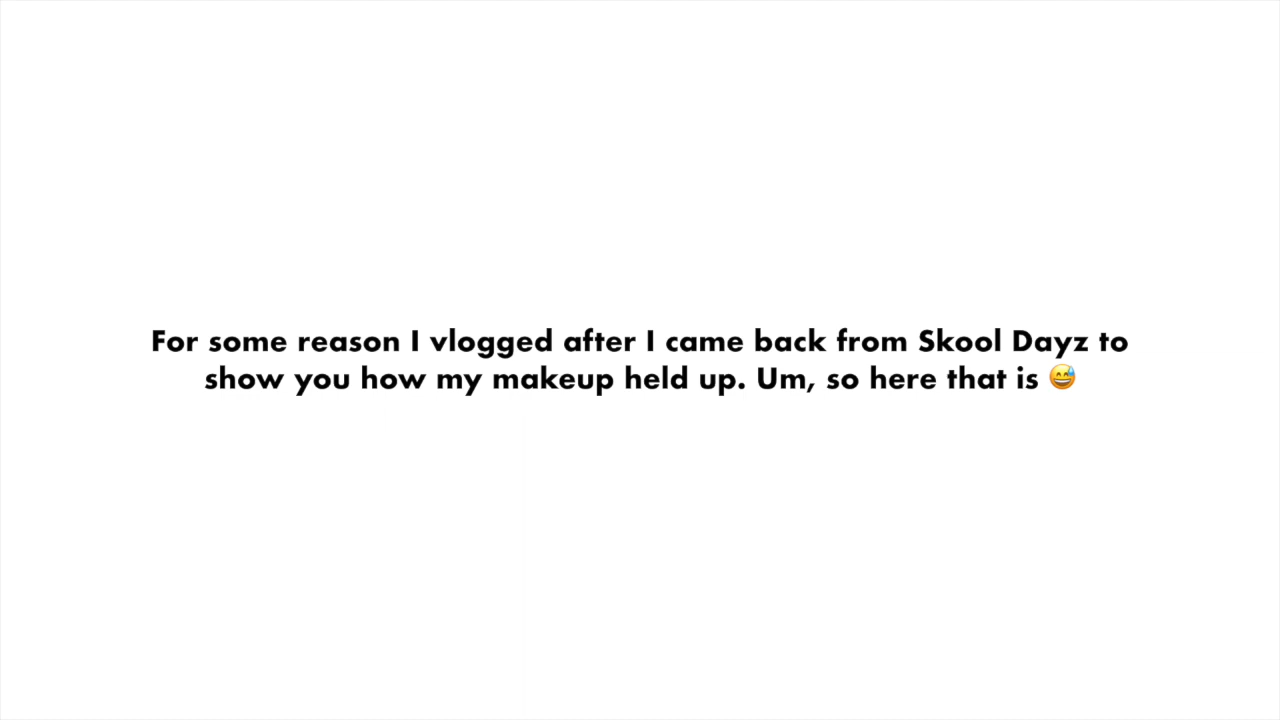 For some reason I vlogged after I came back from Skool Dayz to
show you how my makeup held up. Um, so here that is 😅